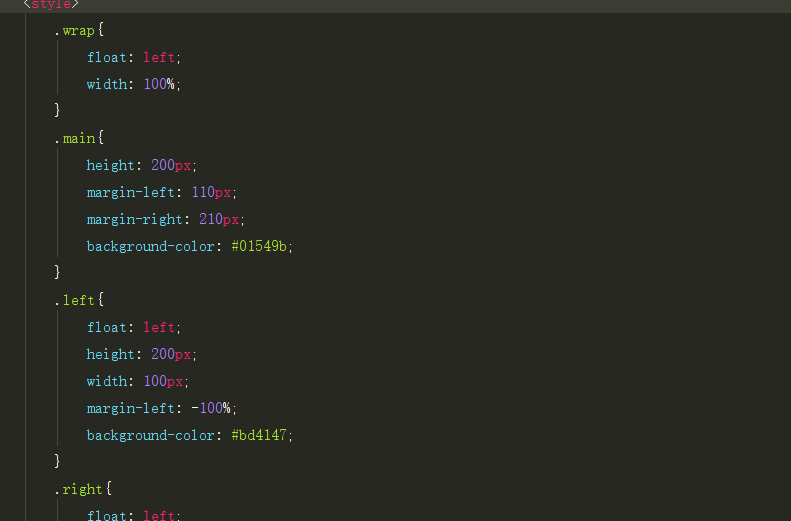 <style>
.wrap{
float: left;
width: 100%;
}
.main{
height: 200px;
margin-left: 110px;
margin-right: 210px;
background-color: #01549b;
}
.left{
float: left;
height: 200px;
width: 100px;
margin-left: -100%;
background-color: #bd4147;
}
.right{
float: left;